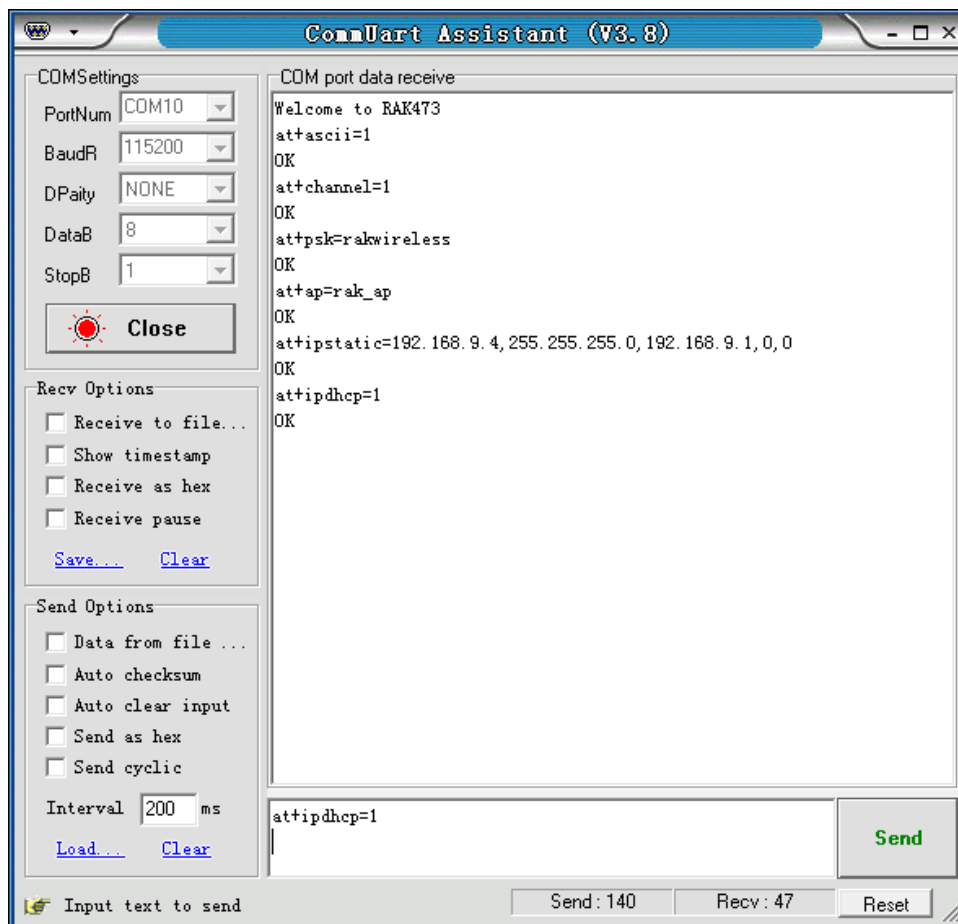 CommUart Assistant (V3.8)
COMSettings
PortNum COM10
BaudR 115200
DPaity NONE
DataB 8
StopB 1
Close
Recv Options
Receive to file...
Show timestamp
Receive as hex
Receive pause
Save... Clear
Send Options
Data from file ...
Auto checksum
Auto clear input
Send as hex
Send cyclic
Interval 200 ms
Load... Clear
COM port data receive
Welcome to RAK473
at+ascii=1
OK
at+channel=1
OK
at+psk=rakwireless
OK
at+ap=rak_ap
OK
at+ipstatic=192.168.9.4,255.255.255.0,192.168.9.1,0,0
OK
at+ipdhcp=1
OK
at+ipdhcp=1
Send
Input text to send
Send : 140
Recv : 47
Reset